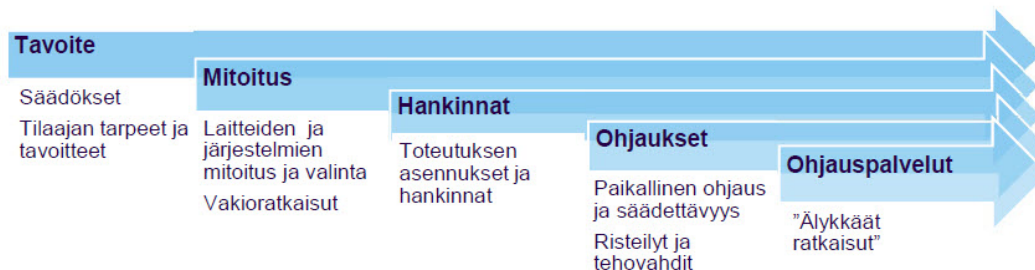 Tavoite
Säädökset
Tilaajan tarpeet ja
tavoitteet
Mitoitus
Laitteiden ja
järjestelmien
mitoitus ja valinta
Vakioratkaisut
Hankinnat
Toteutuksen
asennukset ja
hankinnat
Ohjaukset
Paikallinen ohjaus
ja säädettävyys
Risteilyt ja
tehovahdit
Ohjauspalvelut
”Älykkäät
ratkaisut”